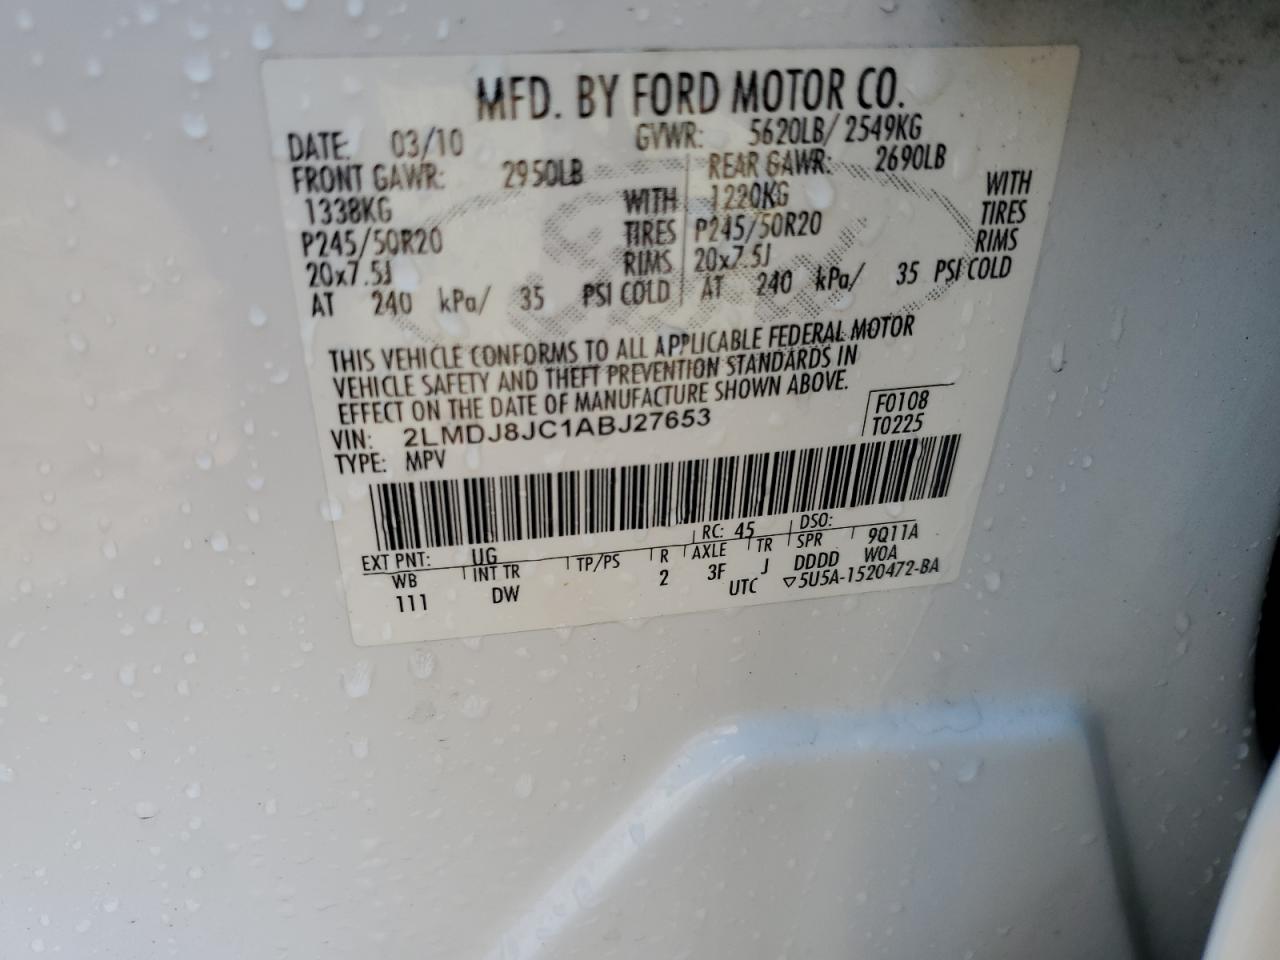 MFD. BY FORD MOTOR CO.
DATE: 03/10 GVWR: 5620LB/ 2549KG
FRONT GAWR: 2950LB REAR GAWR: 2690LB
1338KG WITH 1220KG WITH
P245/50R20 TIRES P245/50R20 TIRES
20x7.5J RIMS 20x7.5J RIMS
AT 240 kPa/ 35 PSI COLD AT 240 kPa/ 35 PSI COLD
THIS VEHICLE CONFORMS TO ALL APPLICABLE FEDERAL MOTOR
VEHICLE SAFETY AND THEFT PREVENTION STANDARDS IN
EFFECT ON THE DATE OF MANUFACTURE SHOWN ABOVE.
VIN: 2LMDJ8JC1ABJ27653 F0108
TYPE: MPV T0225
EXT PNT: UG RC: 45 DSO:
WB INT TR TP/PS R AXLE TR SPR 9Q11A
111 DW 2 3F J DDDD W0A
UTC ▽5U5A-1520472-BA